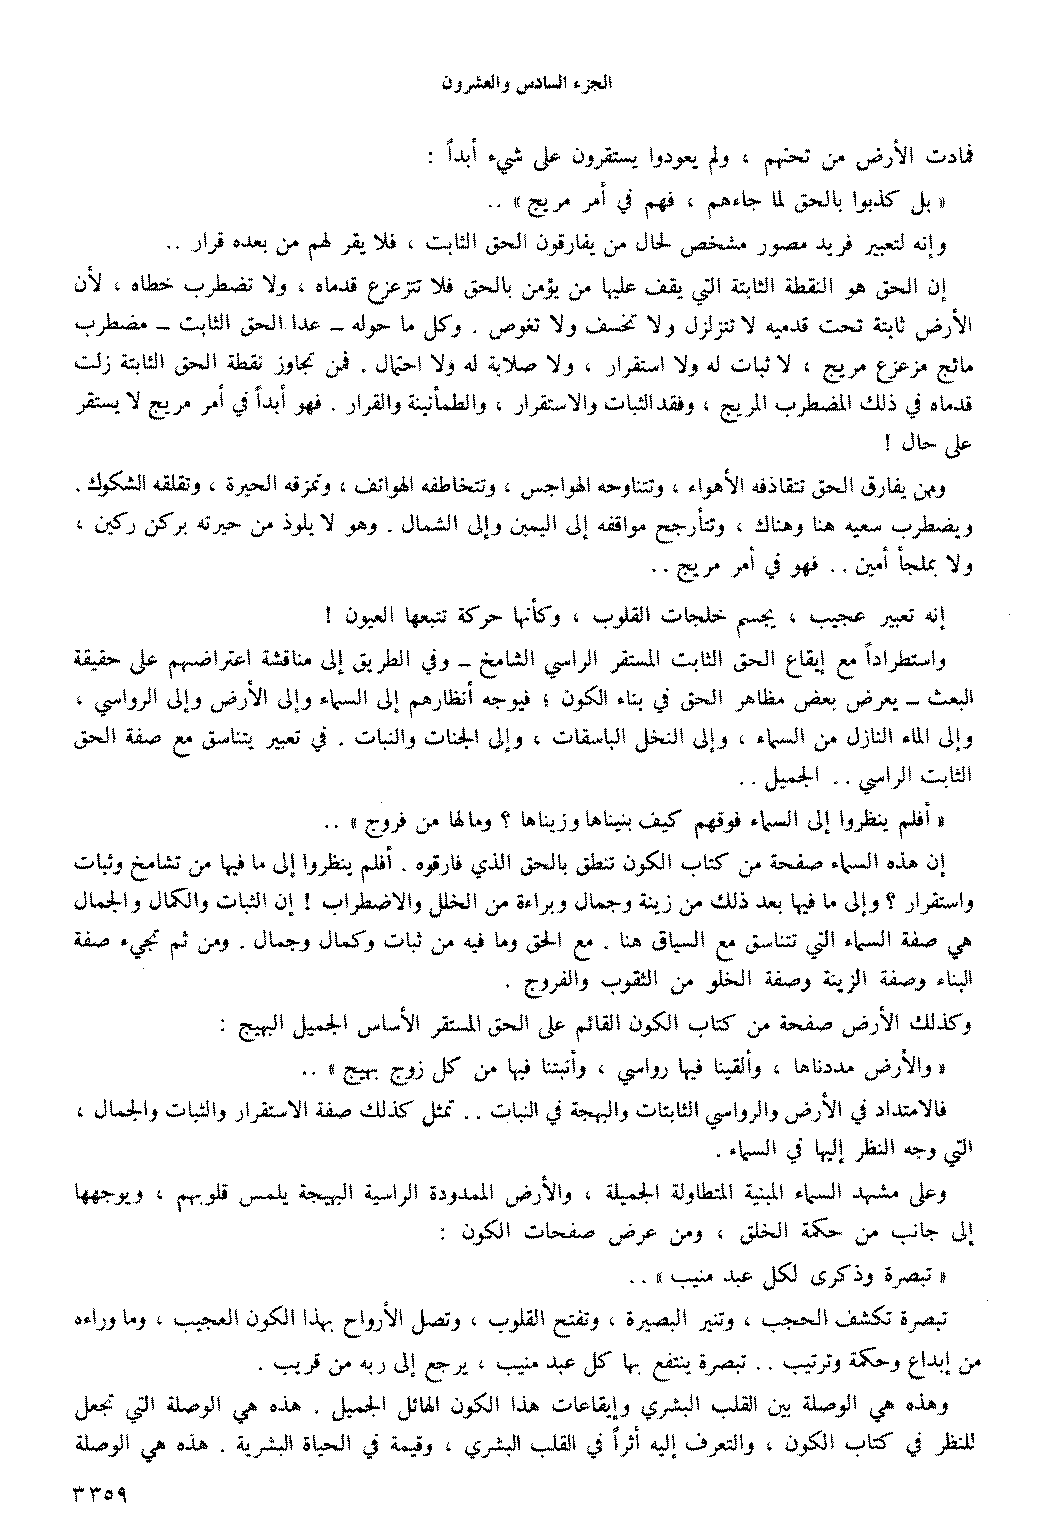 الجزء السادس والعشرون
فمادت الأرض من تحتهم ، ولم يعودوا يستقرون على شيء أبداً :
« بل كذبوا بالحق لما جاءهم ، فهم في أمر مريج » ..
وإنه لتعبير فريد مصور مشخص لحال من يفارقون الحق الثابت ، فلا يقر لهم من بعده قرار ..
إن الحق هو النقطة الثابتة التي يقف عليها من يؤمن بالحق فلا تتزعزع قدماه ، ولا تضطرب خطاه ، لأن
الأرض ثابتة تحت قدميه لا تتزلزل ولا تخسف ولا تغوص . وكل ما حوله – عدا الحق الثابت – مضطرب
مائج مزعزع مريج ، لا ثبات له ولا استقرار ، ولا صلابة له ولا احتمال . فمن تجاوز نقطة الحق الثابتة زلت
قدماه في ذلك المضطرب المريج ، وفقد الثبات والاستقرار ، والطمأنينة والقرار . فهو أبداً في أمر مريج لا يستقر
على حال !
ومن يفارق الحق تتقاذفه الأهواء ، وتتناوحه الهواجس ، وتتخاطفه الهواتف ، وتمزقه الحيرة ، وتقلقه الشكوك .
ويضطرب سعيه هنا وهناك ، وتتأرجح مواقفه إلى اليمين وإلى الشمال . وهو لا يلوذ من حيرته بركن ركين ،
ولا بملجأ أمين .. فهو في أمر مريج ..
إنه تعبير عجيب ، يجسم خلجات القلوب ، وكأنها حركة تتبعها العيون !
واستطراداً مع إيقاع الحق الثابت المستقر الراسي الشامخ – وفي الطريق إلى مناقشة اعتراضهم على حقيقة
البعث – يعرض بعض مظاهر الحق في بناء الكون ؛ فيوجه أنظارهم إلى السماء وإلى الأرض وإلى الرواسي ،
وإلى الماء النازل من السماء ، وإلى النخل الباسقات ، وإلى الجنات والنبات . في تعبير يتناسق مع صفة الحق
الثابت الراسي .. الجميل ..
« أفلم ينظروا إلى السماء فوقهم كيف بنيناها وزيناها ؟ ومالها من فروج » ..
إن هذه السماء صفحة من كتاب الكون تنطق بالحق الذي فارقوه . أفلم ينظروا إلى ما فيها من تشامخ وثبات
واستقرار ؟ وإلى ما فيها بعد ذلك من زينة وجمال وبراءة من الخلل والاضطراب ! إن الثبات والكمال والجمال
هي صفة السماء التي تتناسق مع السياق هنا . مع الحق وما فيه من ثبات وكمال وجمال . ومن ثم تجيء صفة
البناء وصفة الزينة وصفة الخلو من الثقوب والفروج .
وكذلك الأرض صفحة من كتاب الكون القائم على الحق المستقر الأساس الجميل البهيج :
« والأرض مددناها ، وألقينا فيها رواسي ، وأنبتنا فيها من كل زوج بهيج » ..
فالامتداد في الأرض والرواسي الثابتات والبهجة في النبات .. تمثل كذلك صفة الاستقرار والثبات والجمال ،
التي وجه النظر إليها في السماء .
وعلى مشهد السماء المبنية المتطاولة الجميلة ، والأرض الممدودة الراسية البهيجة يلمس قلوبهم ، ويوجهها
إلى جانب من حكمة الخلق ، ومن عرض صفحات الكون :
« تبصرة وذكرى لكل عبد منيب » ..
تبصرة تكشف الحجب ، وتنير البصيرة ، وتفتح القلوب ، وتصل الأرواح بهذا الكون العجيب ، وما وراءه
من إبداع وحكمة وترتيب .. تبصرة ينتفع بها كل عبد منيب ، يرجع إلى ربه من قريب .
وهذه هي الوصلة بين القلب البشري وإيقاعات هذا الكون الهائل الجميل . هذه هي الوصلة التي تجعل
للنظر في كتاب الكون ، والتعرف إليه أثراً في القلب البشري ، وقيمة في الحياة البشرية . هذه هي الوصلة
٣٣٥٩